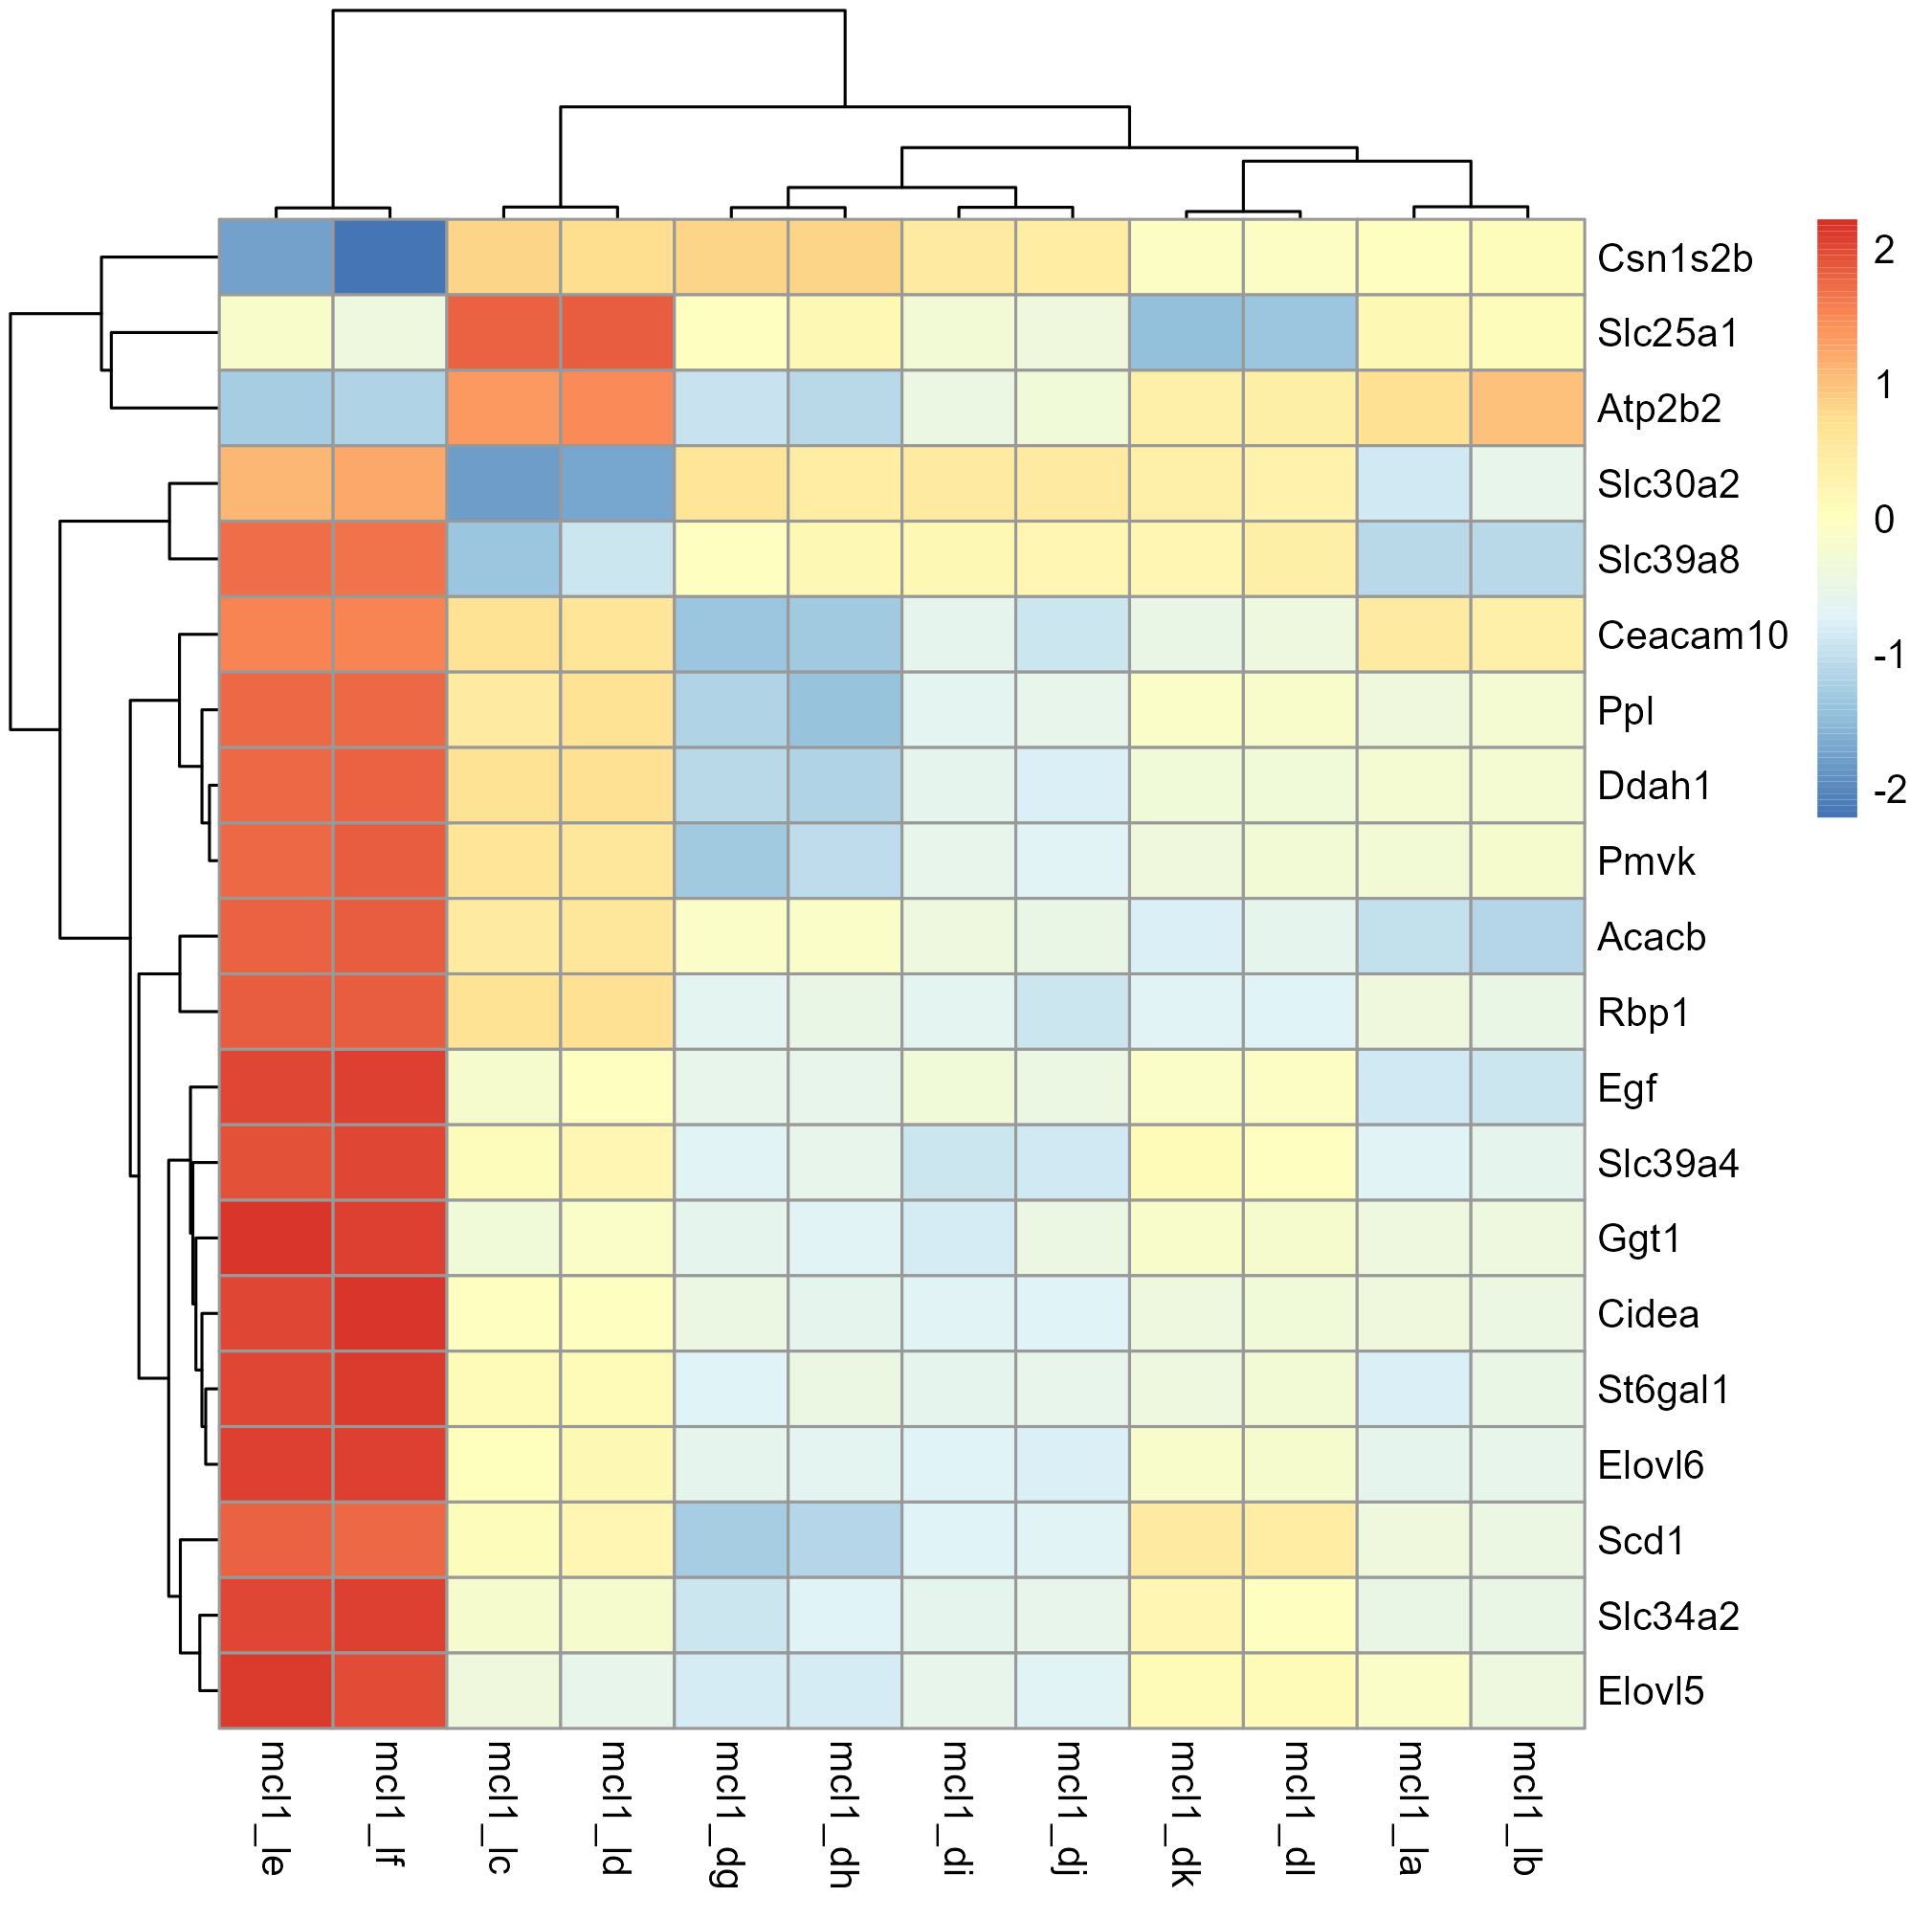 Csn1s2b
Slc25a1
Atp2b2
Slc30a2
Slc39a8
Ceacam10
Ppl
Ddah1
Pmvk
Acacb
Rbp1
Egf
Slc39a4
Ggt1
Cidea
St6gal1
Elovl6
Scd1
Slc34a2
Elovl5
2
1
0
-1
-2
mcl1_le
mcl1_lf
mcl1_lc
mcl1_ld
mcl1_dg
mcl1_dh
mcl1_di
mcl1_dj
mcl1_dk
mcl1_dl
mcl1_la
mcl1_lb